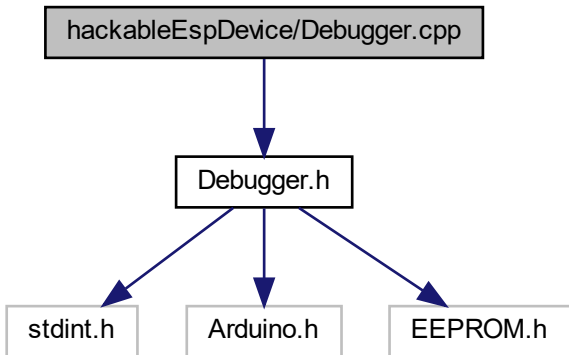 hackableEspDevice/Debugger.cpp
Debugger.h
stdint.h
Arduino.h
EEPROM.h